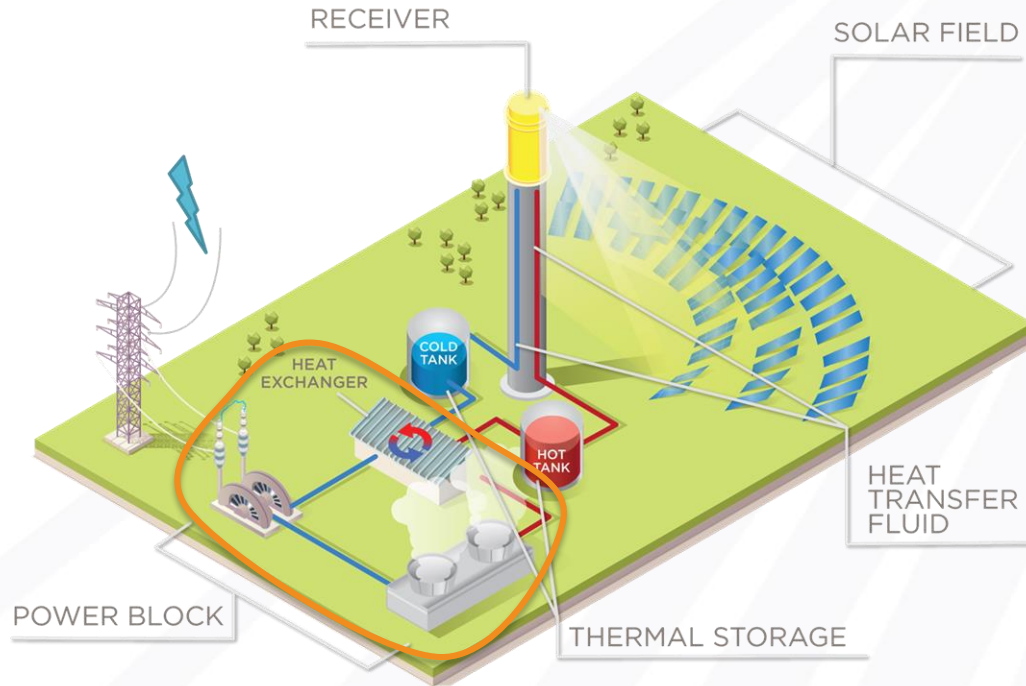 RECEIVER
SOLAR FIELD
COLD
TANK
HEAT
EXCHANGER
HOT
TANK
HEAT
TRANSFER
FLUID
POWER BLOCK
THERMAL STORAGE